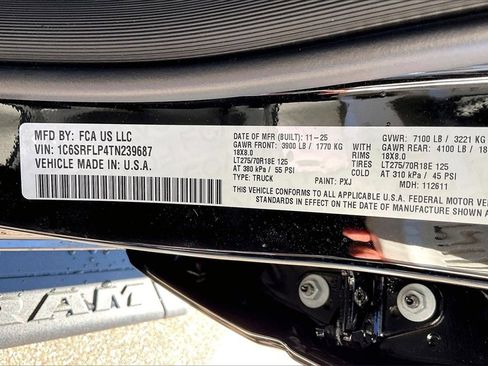 MFD BY: FCA US LLC
VIN: 1C6SRFLP4TN239687
VEHICLE MADE IN U.S.A.
DATE OF MFR (BUILT): 11-25
GAWR FRONT: 3900 LB / 1770 KG
18X8.0
LT275/70R18E 125
AT 380 kPa / 55 PSI
TYPE: TRUCK
PAINT: PXJ
GVWR: 7100 LB / 3221 KG
GAWR REAR: 4100 LB / 18
WITH TIRES RIMS COLD
18X8.0
LT275/70R18E 125
AT 310 kPa / 45 PSI
MDH: 112611
THIS VEHICLE CONFORMS TO ALL APPLICABLE U.S.A. FEDERAL MOTOR VEH
STANDARDS IN EFFECT ON THE DATE OF MANUFACTURE SHOWN A
RAM